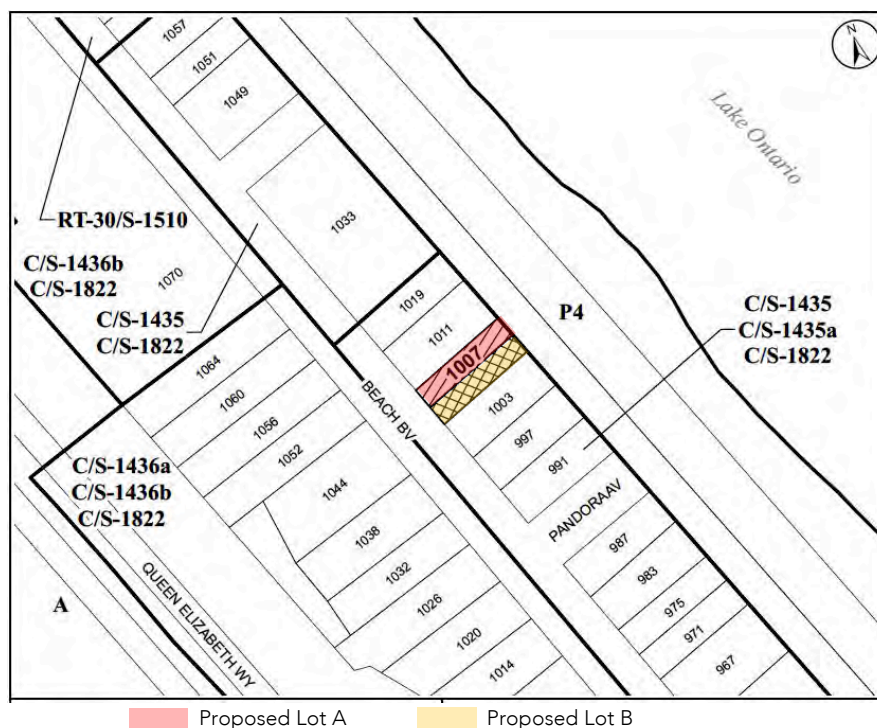 N
1057
1051
1049
Lake Ontario
1033
RT-30/S-1510
C/S-1436b
C/S-1822
1070
C/S-1435
C/S-1822
1019
1011
P4
C/S-1435
C/S-1435a
C/S-1822
1007
1064
1060
1056
1052
BEACH BV
1003
997
991
1044
C/S-1436a
C/S-1436b
C/S-1822
1038
PANDORA AV
987
983
1032
975
971
967
1026
A
QUEEN ELIZABETH WY
1020
1014
Proposed Lot A
Proposed Lot B